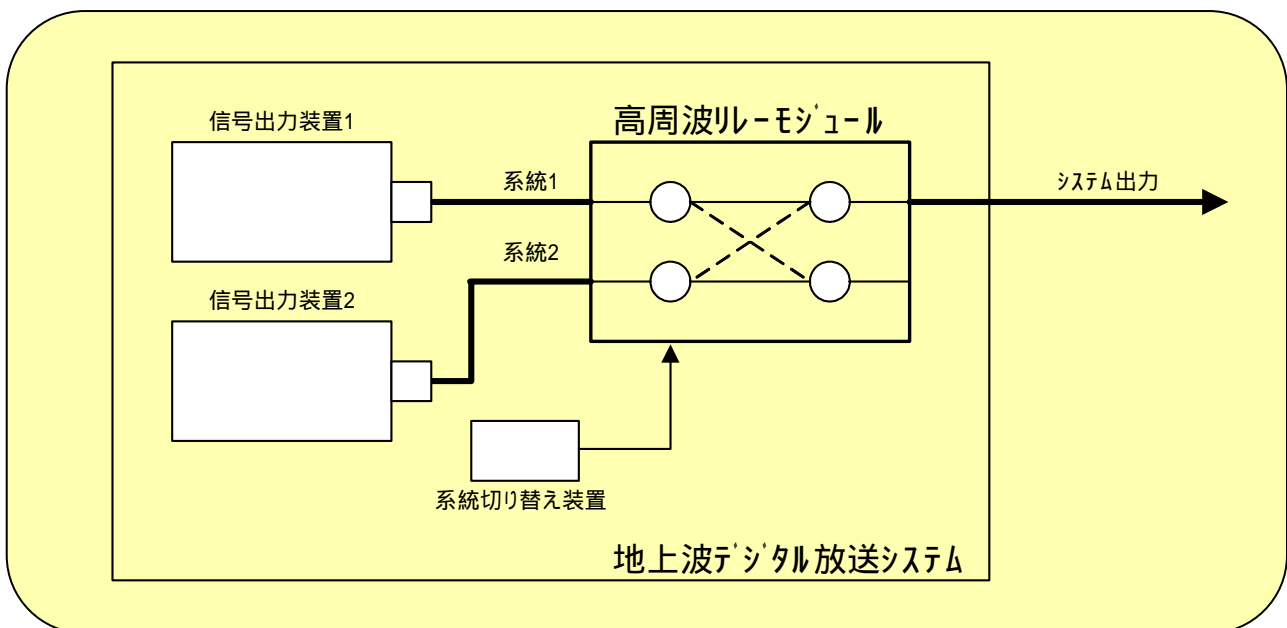 信号出力装置1
高周波ﾘﾚｰﾓｼﾞｭｰﾙ
系統1
ｼｽﾃﾑ出力
系統2
信号出力装置2
系統切り替え装置
地上波ﾃﾞｼﾞﾀﾙ放送ｼｽﾃﾑ